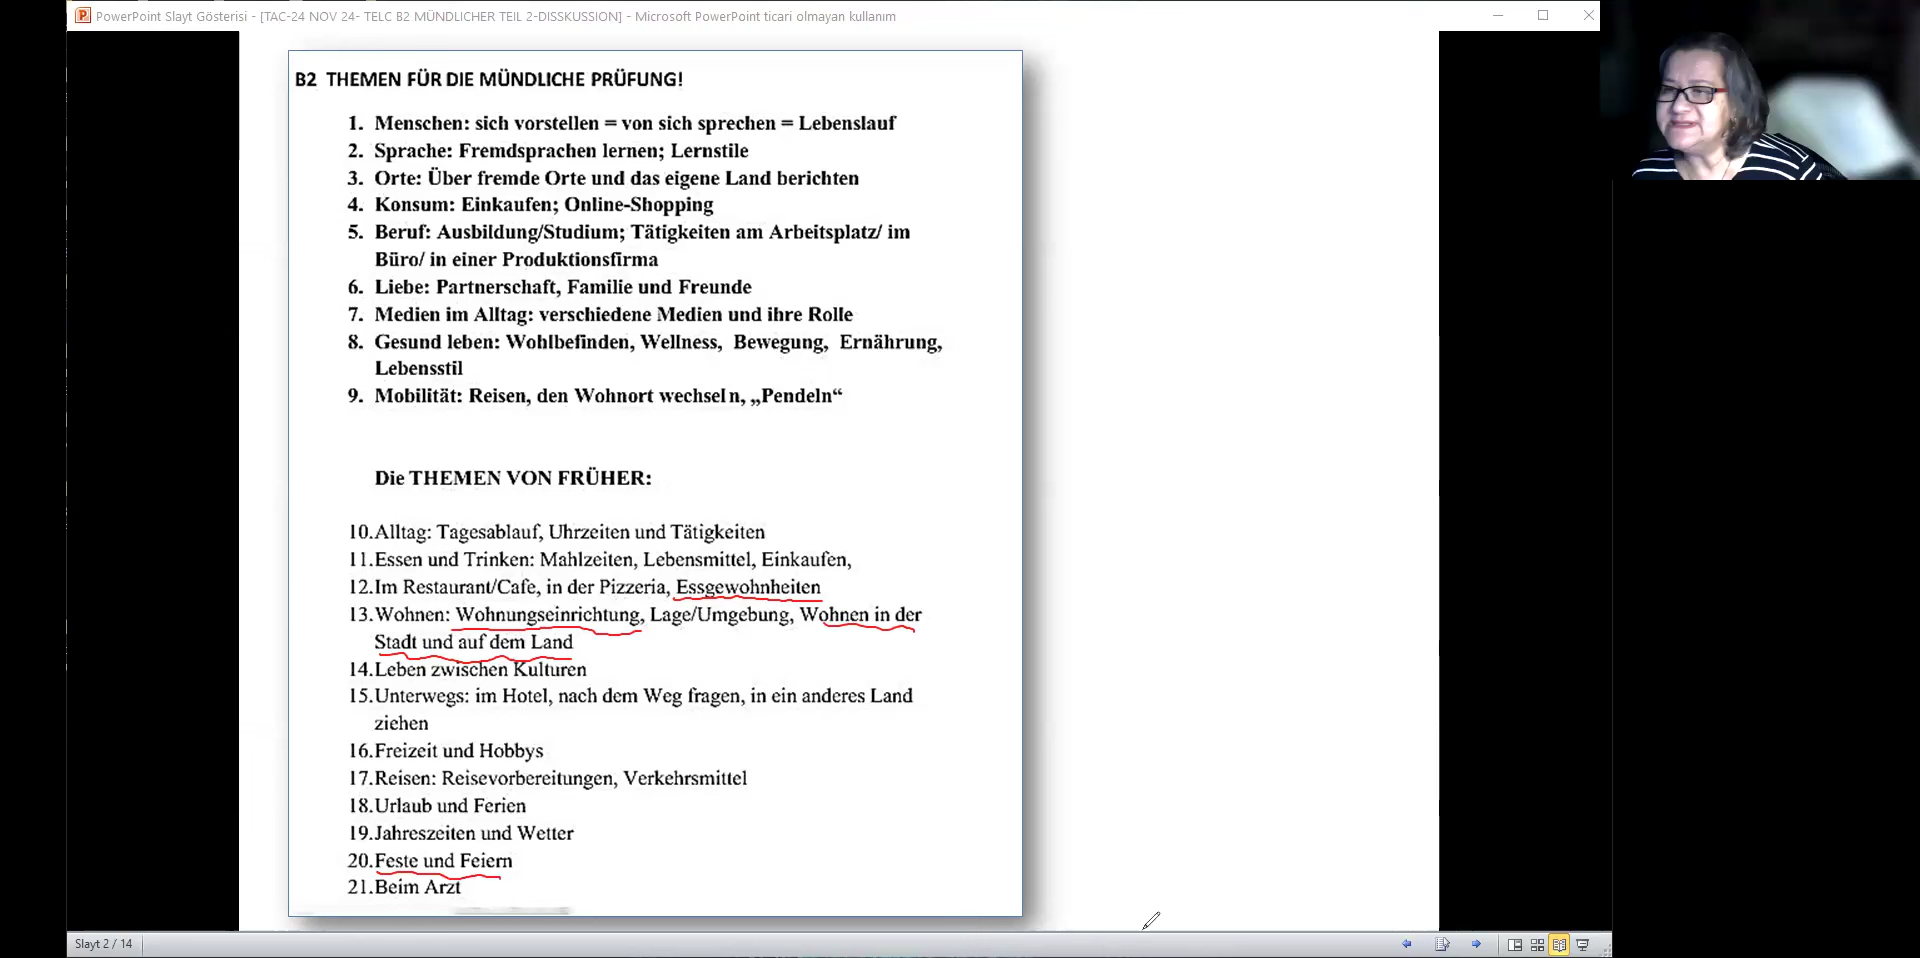 PowerPoint Slayt Gösterisi - [TAC-24 NOV 24- TELC B2 MÜNDLICHER TEIL 2-DISSKUSSION] - Microsoft PowerPoint ticari olmayan kullanım
B2 THEMEN FÜR DIE MÜNDLICHE PRÜFUNG!
1. Menschen: sich vorstellen = von sich sprechen = Lebenslauf
2. Sprache: Fremdsprachen lernen; Lernstile
3. Orte: Über fremde Orte und das eigene Land berichten
4. Konsum: Einkaufen; Online-Shopping
5. Beruf: Ausbildung/Studium; Tätigkeiten am Arbeitsplatz/ im
Büro/ in einer Produktionsfirma
6. Liebe: Partnerschaft, Familie und Freunde
7. Medien im Alltag: verschiedene Medien und ihre Rolle
8. Gesund leben: Wohlbefinden, Wellness, Bewegung, Ernährung,
Lebensstil
9. Mobilität: Reisen, den Wohnort wechseln, „Pendeln“
Die THEMEN VON FRÜHER:
10.Alltag: Tagesablauf, Uhrzeiten und Tätigkeiten
11.Essen und Trinken: Mahlzeiten, Lebensmittel, Einkaufen,
12.Im Restaurant/Cafe, in der Pizzeria, Essgewohnheiten
13.Wohnen: Wohnungseinrichtung, Lage/Umgebung, Wohnen in der
Stadt und auf dem Land
14.Leben zwischen Kulturen
15.Unterwegs: im Hotel, nach dem Weg fragen, in ein anderes Land
ziehen
16.Freizeit und Hobbys
17.Reisen: Reisevorbereitungen, Verkehrsmittel
18.Urlaub und Ferien
19.Jahreszeiten und Wetter
20.Feste und Feiern
21.Beim Arzt
Slayt 2 / 14